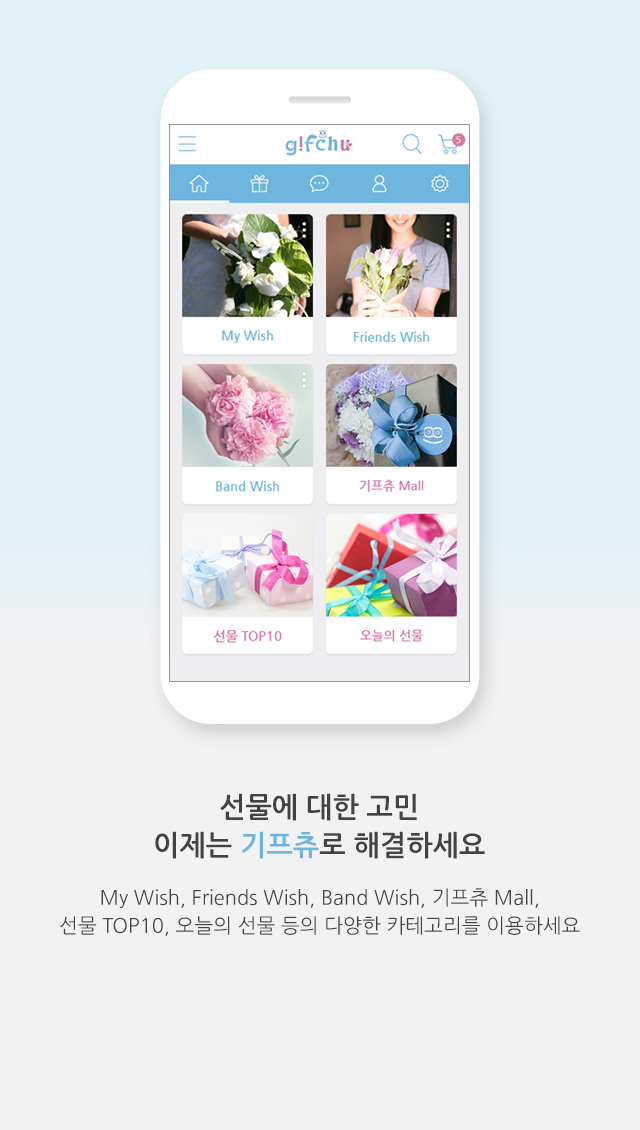 gifchu
5
My Wish
Friends Wish
Band Wish
기프츄 Mall
선물 TOP10
오늘의 선물
선물에 대한 고민
이제는 기프츄로 해결하세요
My Wish, Friends Wish, Band Wish, 기프츄 Mall,
선물 TOP10, 오늘의 선물 등의 다양한 카테고리를 이용하세요